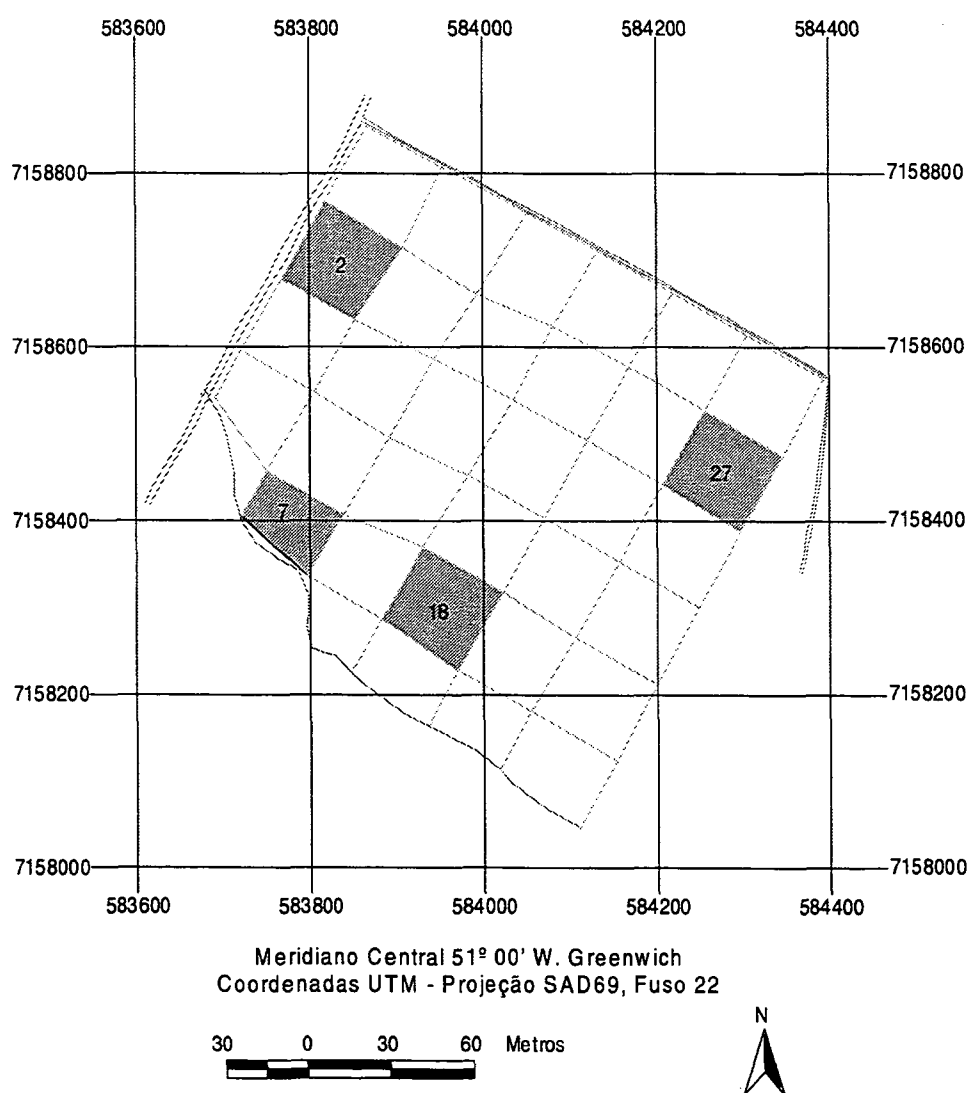 583600 583800 584000 584200 584400
7158800 7158800
2
7158600 7158600
27
7158400 7158400
7
18
7158200 7158200
7158000 7158000
583600 583800 584000 584200 584400
Meridiano Central 51º 00' W. Greenwich
Coordenadas UTM - Projeção SAD69, Fuso 22
N
30 0 30 60 Metros